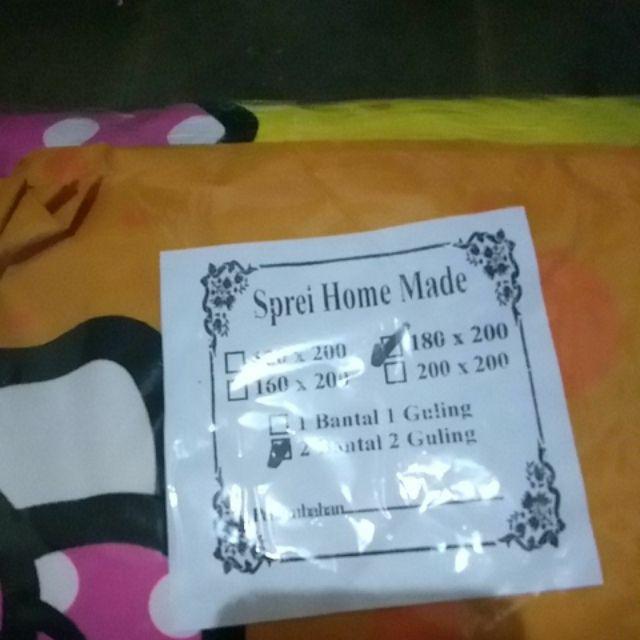 Sprei Home Made
x 200
180 x 200
160 x 200
200 x 200
1 Bantal 1 Guling
2 Bantal 2 Guling